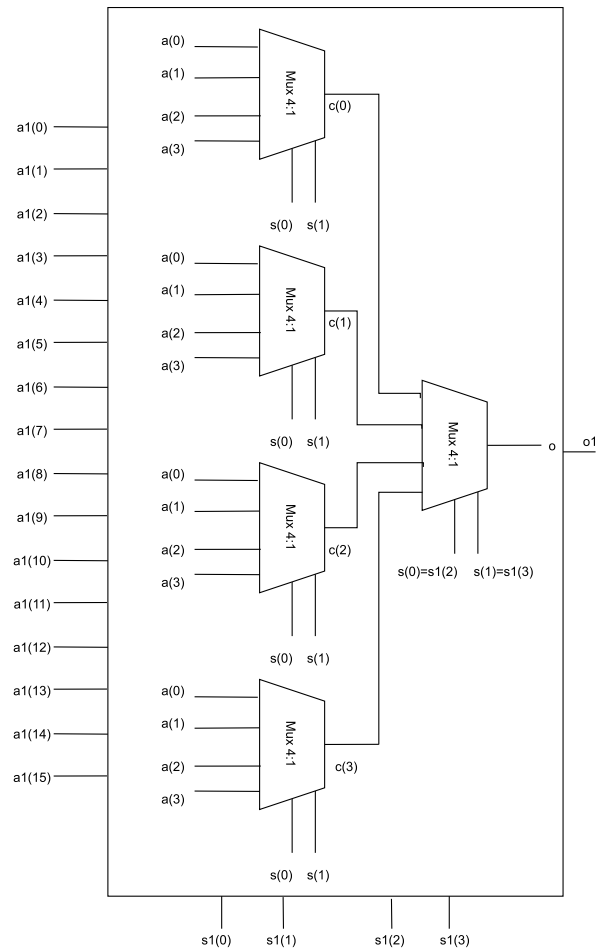 a1(0)
a1(1)
a1(2)
a1(3)
a1(4)
a1(5)
a1(6)
a1(7)
a1(8)
a1(9)
a1(10)
a1(11)
a1(12)
a1(13)
a1(14)
a1(15)
a(0)
a(1)
a(2)
a(3)
Mux 4:1
c(0)
s(0)
s(1)
a(0)
a(1)
a(2)
a(3)
Mux 4:1
c(1)
s(0)
s(1)
a(0)
a(1)
a(2)
a(3)
Mux 4:1
c(2)
s(0)
s(1)
a(0)
a(1)
a(2)
a(3)
Mux 4:1
c(3)
s(0)
s(1)
Mux 4:1
o
o1
s(0)=s1(2)
s(1)=s1(3)
s1(0)
s1(1)
s1(2)
s1(3)